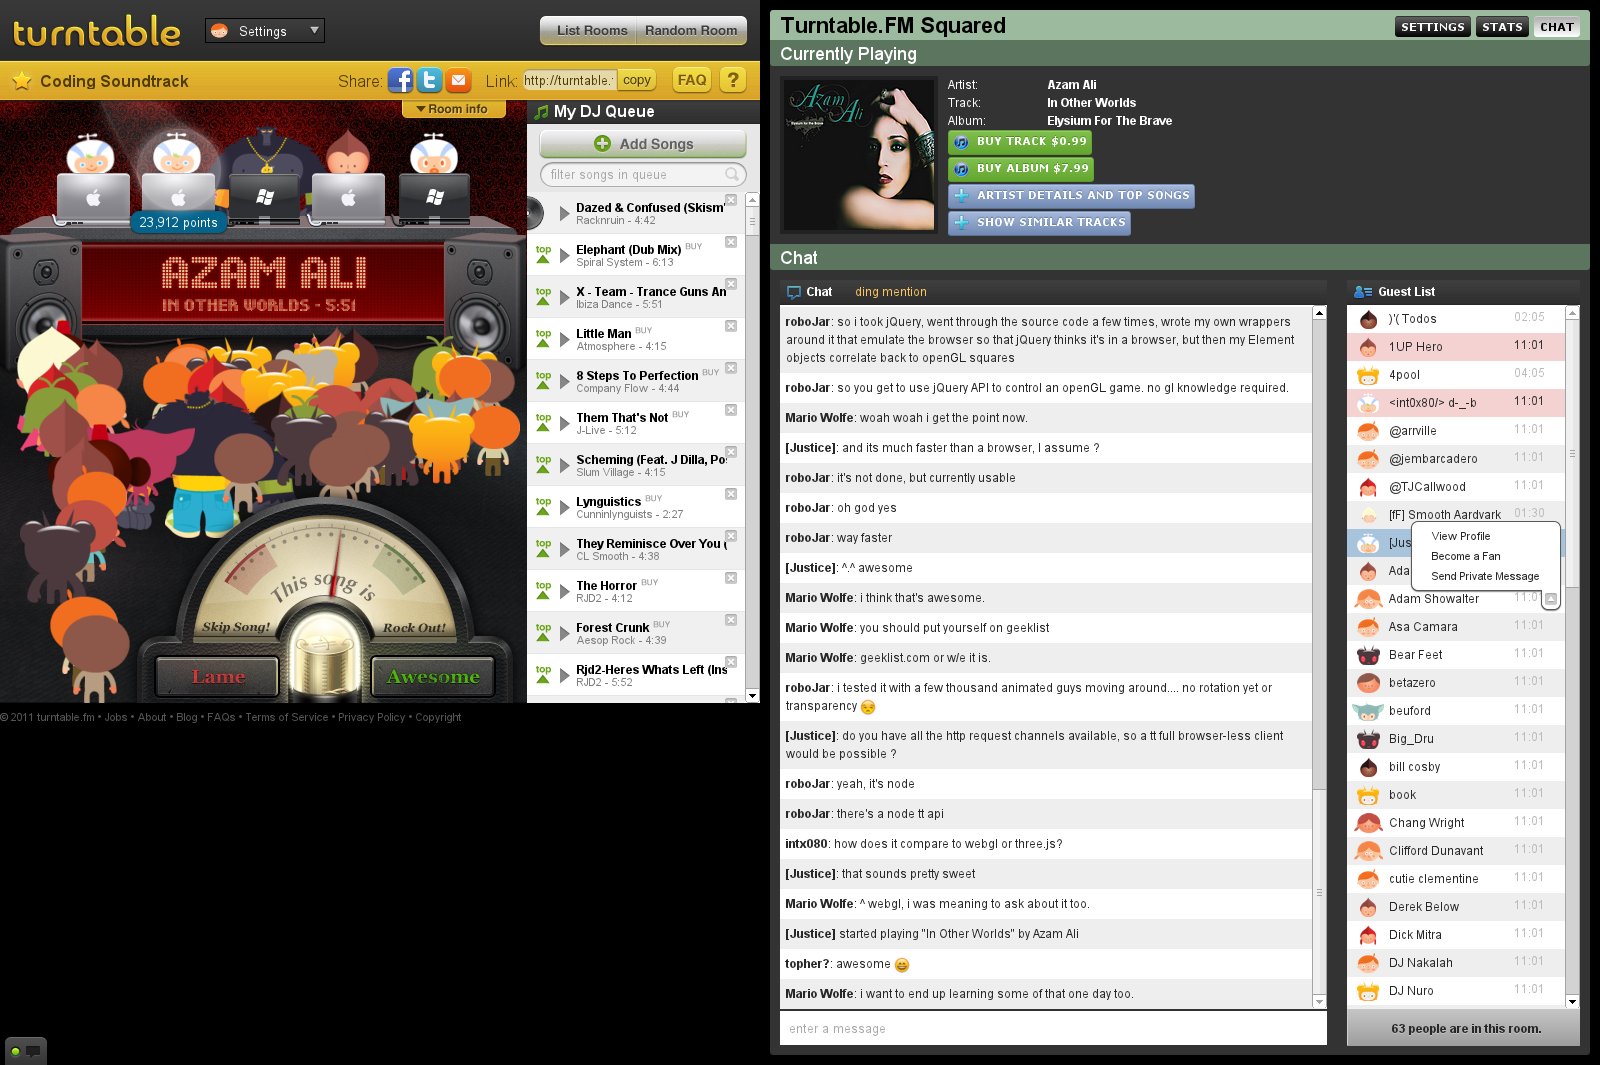 turntable
Settings
List Rooms
Random Room
Coding Soundtrack
Share:
Link:
http://turntable.
copy
FAQ
?
Room info
23,912 points
AZAM ALI
IN OTHER WORLDS - 5:51
This song is
Skip Song!
Rock Out!
Lame
Awesome
My DJ Queue
Add Songs
filter songs in queue
Dazed & Confused (Skism'
Racknruin - 4:42
top
Elephant (Dub Mix) BUY
Spiral System - 6:13
top
X - Team - Trance Guns An
Ibiza Dance - 5:51
top
Little Man BUY
Atmosphere - 4:15
top
8 Steps To Perfection BUY
Company Flow - 4:44
top
Them That's Not BUY
J-Live - 5:12
top
Scheming (Feat. J Dilla, Pos
Slum Village - 4:15
top
Lynguistics BUY
Cunninlynguists - 2:27
top
They Reminisce Over You (
CL Smooth - 4:38
top
The Horror BUY
RJD2 - 4:12
top
Forest Crunk BUY
Aesop Rock - 4:39
top
Rjd2-Heres Whats Left (Ins
RJD2 - 5:52
© 2011 turntable.fm • Jobs • About • Blog • FAQs • Terms of Service • Privacy Policy • Copyright
Turntable.FM Squared
SETTINGS
STATS
CHAT
Currently Playing
Azam Ali
Elysium For The Brave
Artist: Azam Ali
Track: In Other Worlds
Album: Elysium For The Brave
BUY TRACK $0.99
BUY ALBUM $7.99
ARTIST DETAILS AND TOP SONGS
SHOW SIMILAR TRACKS
Chat
Chat
ding mention
roboJar: so i took jQuery, went through the source code a few times, wrote my own wrappers
around it that emulate the browser so that jQuery thinks it's in a browser, but then my Element
objects correlate back to openGL squares
roboJar: so you get to use jQuery API to control an openGL game. no gl knowledge required.
Mario Wolfe: woah woah i get the point now.
[Justice]: and its much faster than a browser, I assume ?
roboJar: it's not done, but currently usable
roboJar: oh god yes
roboJar: way faster
[Justice]: ^.^ awesome
Mario Wolfe: i think that's awesome.
Mario Wolfe: you should put yourself on geeklist
Mario Wolfe: geeklist.com or w/e it is.
roboJar: i tested it with a few thousand animated guys moving around.... no rotation yet or
transparency
[Justice]: do you have all the http request channels available, so a tt full browser-less client
would be possible ?
roboJar: yeah, it's node
roboJar: there's a node tt api
intx080: how does it compare to webgl or three.js?
[Justice]: that sounds pretty sweet
Mario Wolfe: ^ webgl, i was meaning to ask about it too.
[Justice] started playing "In Other Worlds" by Azam Ali
topher?: awesome
Mario Wolfe: i want to end up learning some of that one day too.
enter a message
Guest List
)'( Todos 02:05
1UP Hero 11:01
4pool 04:05
<int0x80/> d-_-b 11:01
@arrville 11:01
@jembarcadero 11:01
@TJCallwood 11:01
[fF] Smooth Aardvark 01:30
[Jus
View Profile
Become a Fan
Send Private Message
Ada
Adam Showalter 11:01
Asa Camara 11:01
Bear Feet 11:01
betazero 11:01
beuford 11:01
Big_Dru 11:01
bill cosby 11:01
book 11:01
Chang Wright 11:01
Clifford Dunavant 11:01
cutie clementine 11:01
Derek Below 11:01
Dick Mitra 11:01
DJ Nakalah 11:01
DJ Nuro 11:01
63 people are in this room.